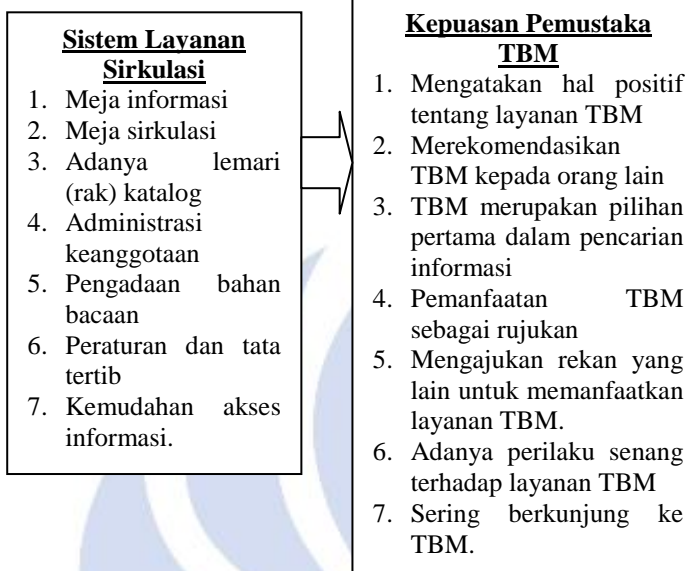 Sistem Layanan
Sirkulasi
1. Meja informasi
2. Meja sirkulasi
3. Adanya lemari
(rak) katalog
4. Administrasi
keanggotaan
5. Pengadaan bahan
bacaan
6. Peraturan dan tata
tertib
7. Kemudahan akses
informasi.
Kepuasan Pemustaka
TBM
1. Mengatakan hal positif
tentang layanan TBM
2. Merekomendasikan
TBM kepada orang lain
3. TBM merupakan pilihan
pertama dalam pencarian
informasi
4. Pemanfaatan TBM
sebagai rujukan
5. Mengajukan rekan yang
lain untuk memanfaatkan
layanan TBM.
6. Adanya perilaku senang
terhadap layanan TBM
7. Sering berkunjung ke
TBM.